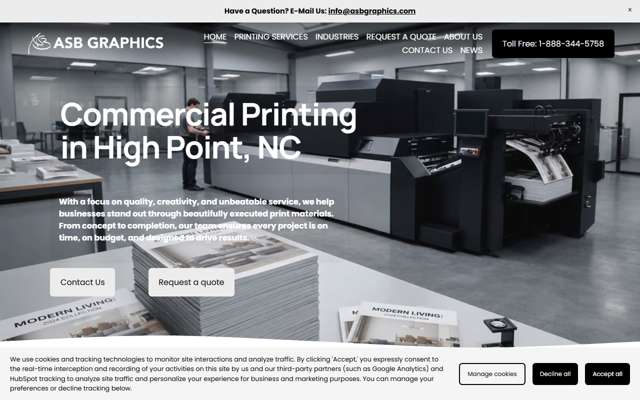 Have a Question? E-Mail Us: info@asbgraphics.com
×
ASB GRAPHICS
HOME PRINTING SERVICES INDUSTRIES REQUEST A QUOTE ABOUT US
CONTACT US NEWS
Toll Free: 1-888-344-5758
Commercial Printing
in High Point, NC
With a focus on quality, creativity, and unbeatable service, we help
businesses stand out through beautifully executed print materials.
From concept to completion, our team ensures every project is on
time, on budget, and designed to drive results.
Contact Us
Request a quote
MODERN LIVING:
2024 COLLECTION
MODERN LIVING:
2024 COLLECTION
We use cookies and tracking technologies to monitor site interactions and analyze traffic. By clicking 'Accept,' you expressly consent to
the real-time interception and recording of your activities on this site by us and our third-party partners (such as Google Analytics) and
HubSpot tracking to analyze site traffic and personalize your experience for business and marketing purposes. You can manage your
preferences or decline tracking below.
Manage cookies
Decline all
Accept all